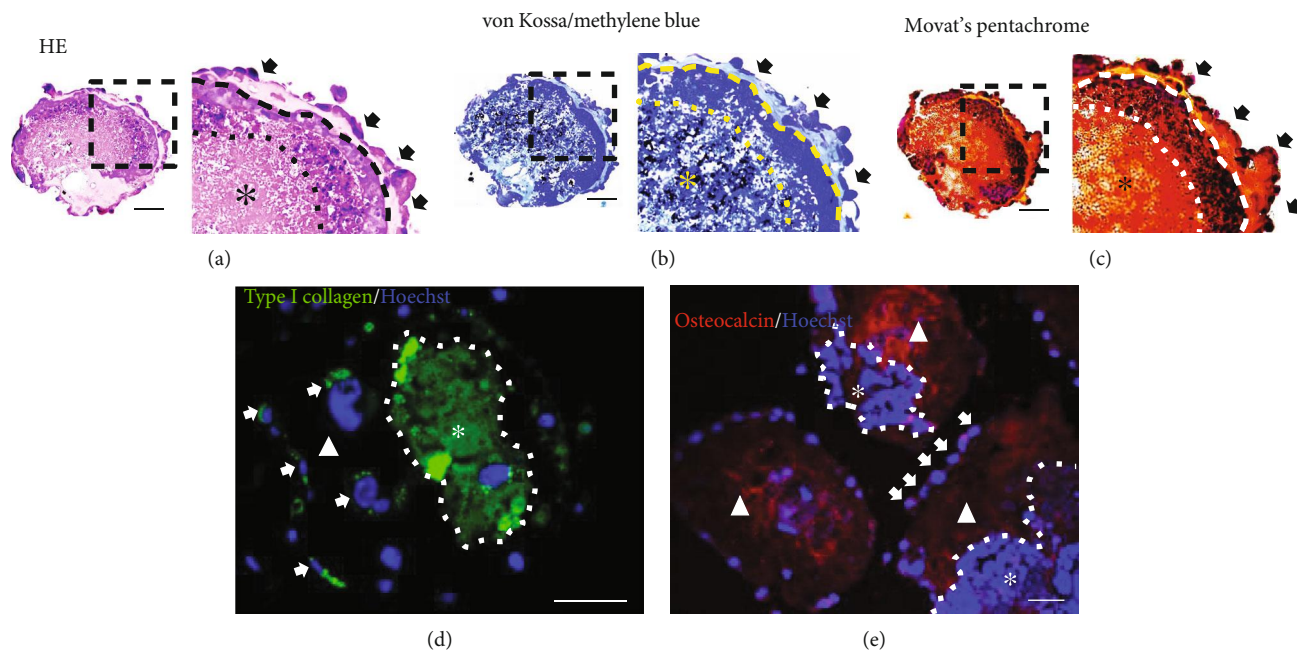 HE
von Kossa/methylene blue
Movat's pentachrome
*
*
*
(a)
(b)
(c)
Type I collagen/Hoechst
Osteocalcin/Hoechst
*
*
*
(d)
(e)